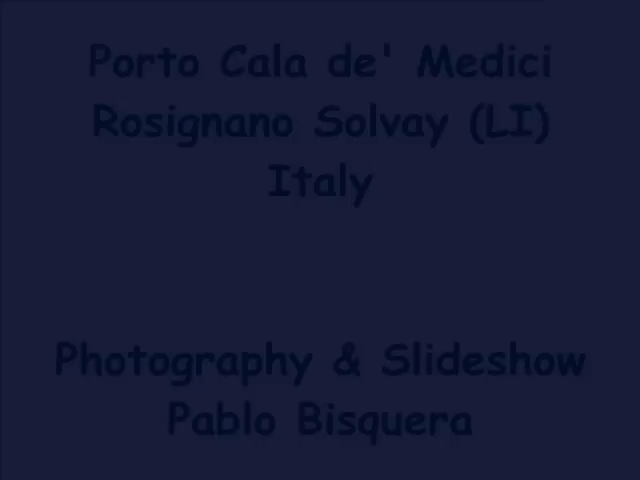 Porto Cala de' Medici
Rosignano Solvay (LI)
Italy
Photography & Slideshow
Pablo Bisquera